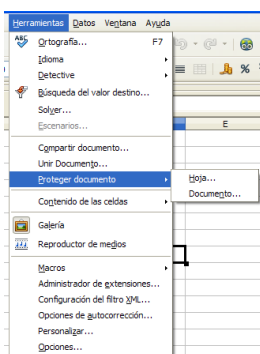 Herramientas Datos Ventana Ayuda
ABC Ortografía... F7
Idioma
Detective
Búsqueda del valor destino...
Solver...
Escenarios...
Compartir documento...
Unir Documento...
Proteger documento
Hoja...
Documento...
Contenido de las celdas
Galería
Reproductor de medios
Macros
Administrador de extensiones...
Configuración del filtro XML...
Opciones de autocorrección...
Personalizar...
Opciones...
%
E